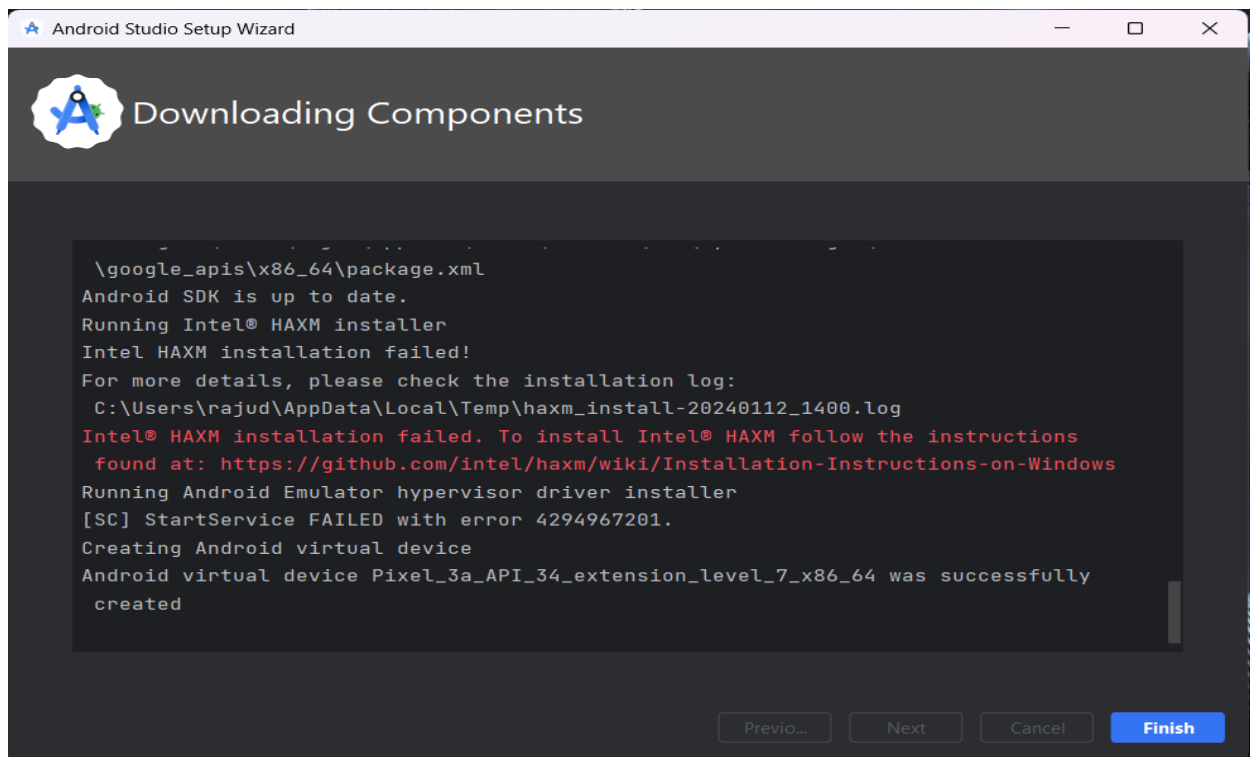 Android Studio Setup Wizard
Downloading Components
\google_apis\x86_64\package.xml
Android SDK is up to date.
Running Intel® HAXM installer
Intel HAXM installation failed!
For more details, please check the installation log:
C:\Users\rajud\AppData\Local\Temp\haxm_install-20240112_1400.log
Intel® HAXM installation failed. To install Intel® HAXM follow the instructions
found at: https://github.com/intel/haxm/wiki/Installation-Instructions-on-Windows
Running Android Emulator hypervisor driver installer
[SC] StartService FAILED with error 4294967201.
Creating Android virtual device
Android virtual device Pixel_3a_API_34_extension_level_7_x86_64 was successfully
created
Previo... Next Cancel Finish